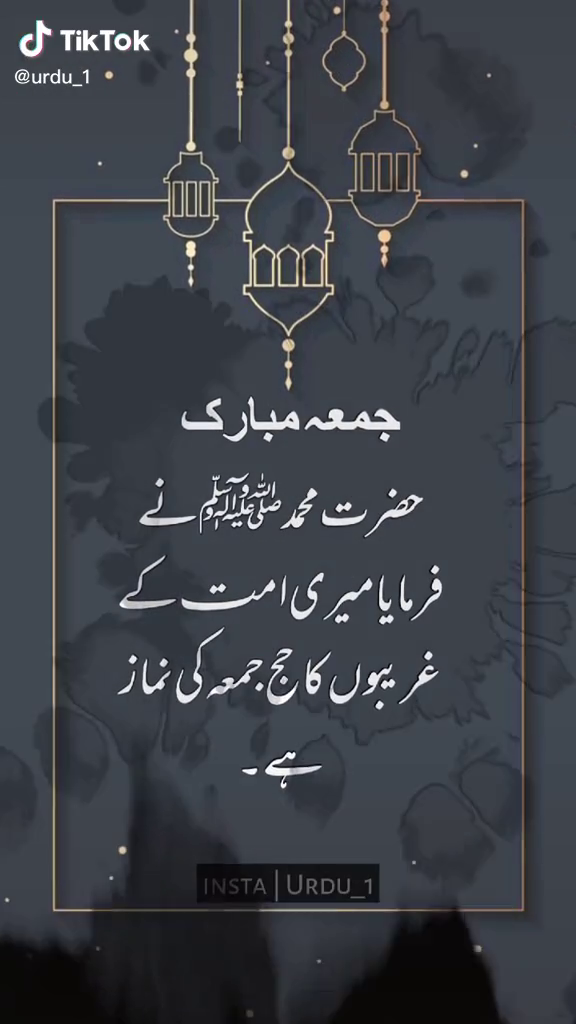 TikTok
@urdu_1
جمعہ مبارک
حضرت محمد ﷺ نے
فرمایا میری امت کے
غریبوں کا حج جمعہ کی نماز
ہے۔
INSTA | URDU_1